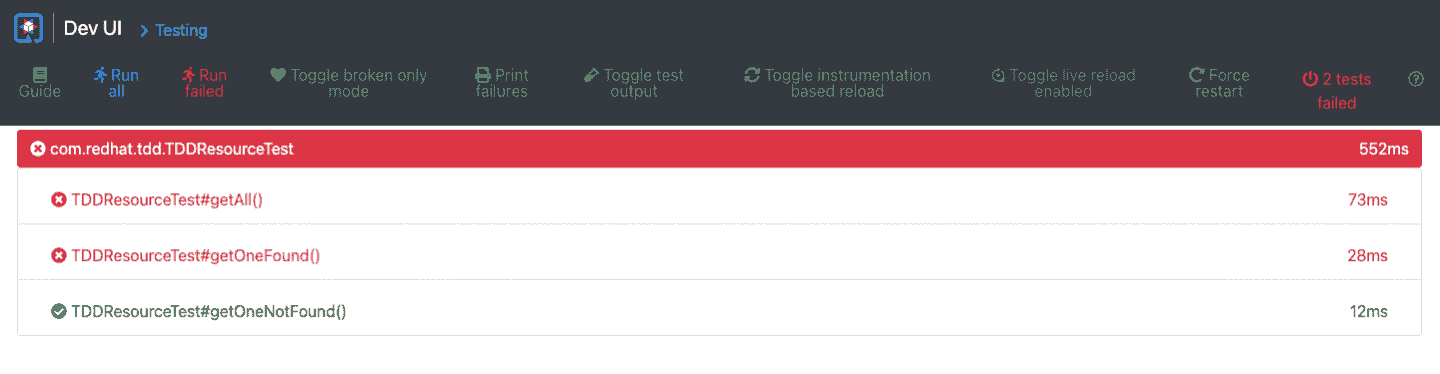 Dev UI
Testing
Guide
Run
all
Run
failed
Toggle broken only
mode
Print
failures
Toggle test
output
Toggle instrumentation
based reload
Toggle live reload
enabled
Force
restart
2 tests
failed
com.redhat.tdd.TDDResourceTest 552ms
TDDResourceTest#getAll() 73ms
TDDResourceTest#getOneFound() 28ms
TDDResourceTest#getOneNotFound() 12ms